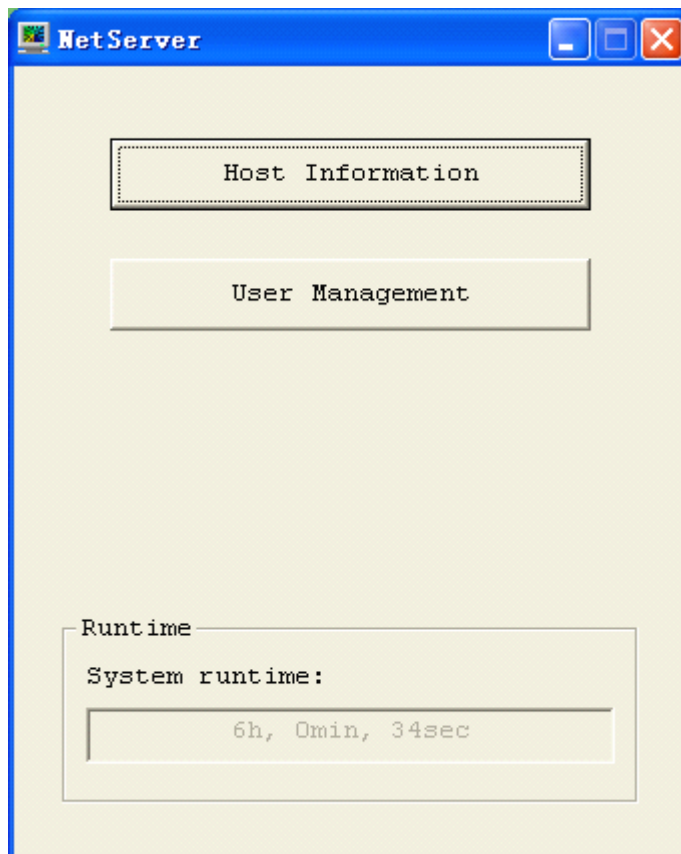 NetServer
Host Information
User Management
Runtime
System runtime:
6h, 0min, 34sec